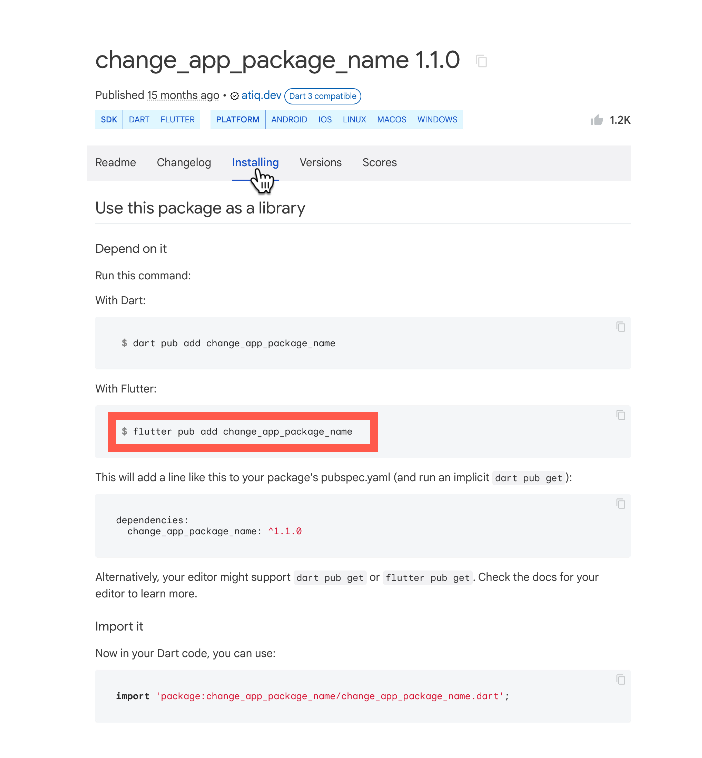 change_app_package_name 1.1.0
Published 15 months ago • atiq.dev Dart 3 compatible
SDK DART FLUTTER PLATFORM ANDROID IOS LINUX MACOS WINDOWS 1.2K
Readme Changelog Installing Versions Scores
Use this package as a library
Depend on it
Run this command:
With Dart:
$ dart pub add change_app_package_name
With Flutter:
$ flutter pub add change_app_package_name
This will add a line like this to your package's pubspec.yaml (and run an implicit dart pub get):
dependencies:
change_app_package_name: ^1.1.0
Alternatively, your editor might support dart pub get or flutter pub get. Check the docs for your
editor to learn more.
Import it
Now in your Dart code, you can use:
import 'package:change_app_package_name/change_app_package_name.dart';